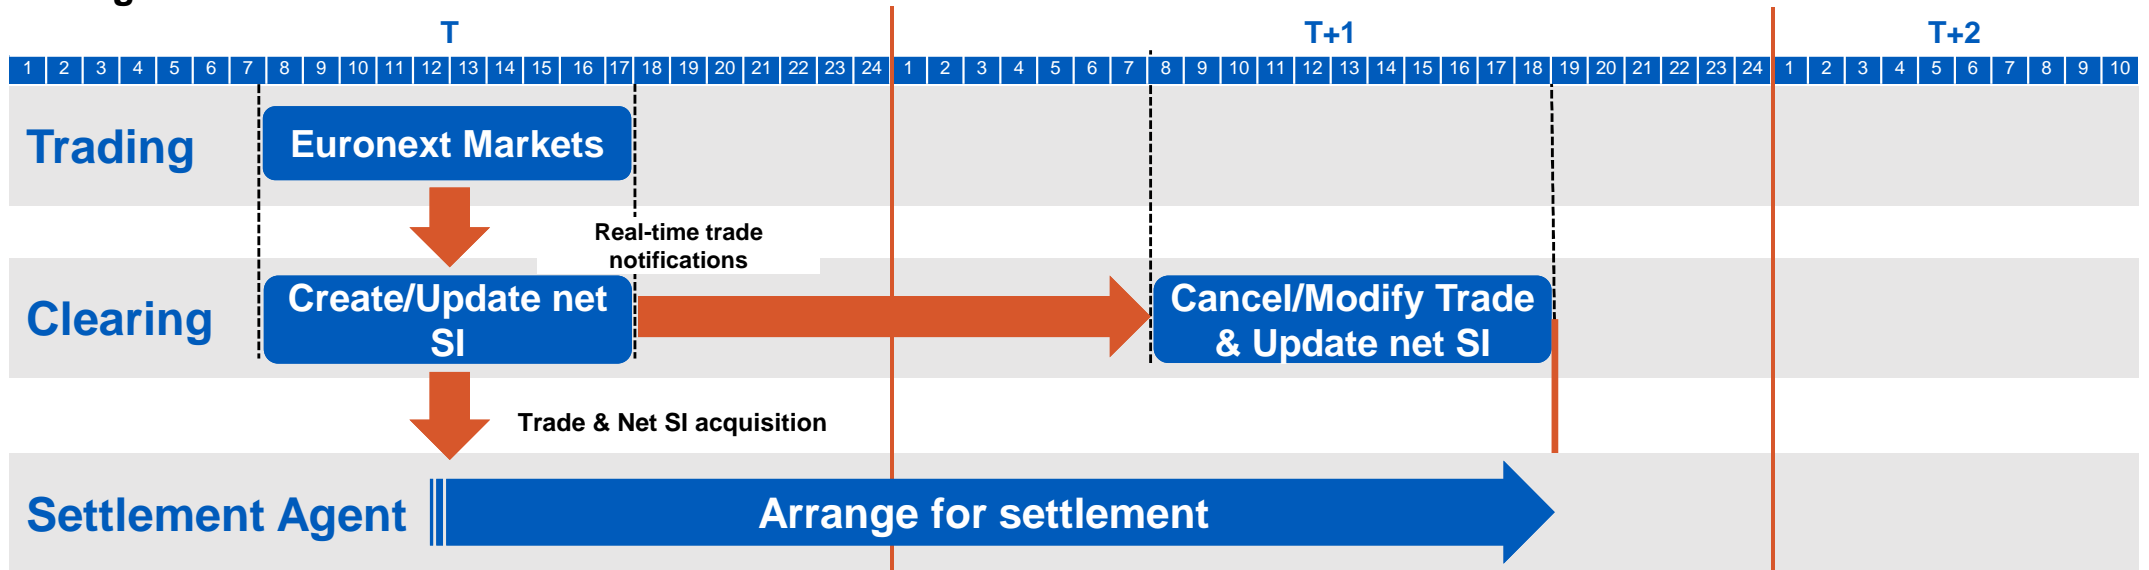 T T+1 T+2
1 2 3 4 5 6 7 8 9 10 11 12 13 14 15 16 17 18 19 20 21 22 23 24 1 2 3 4 5 6 7 8 9 10 11 12 13 14 15 16 17 18 19 20 21 22 23 24 1 2 3 4 5 6 7 8 9 10
Trading
Euronext Markets
Real-time trade
notifications
Clearing
Create/Update net
SI
Cancel/Modify Trade
& Update net SI
Trade & Net SI acquisition
Settlement Agent
Arrange for settlement